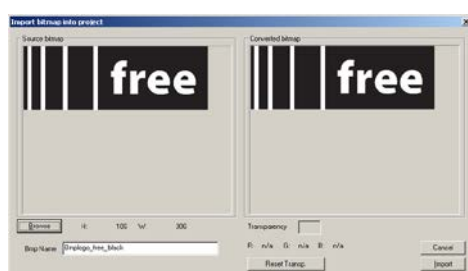 Import bitmap into project
Source bitmap
Converted bitmap
free
free
Browse H: 100 W: 300
Transparency
Bmp Name
R: n/a G: n/a B: n/a
Cancel
Reset Transp.
Import